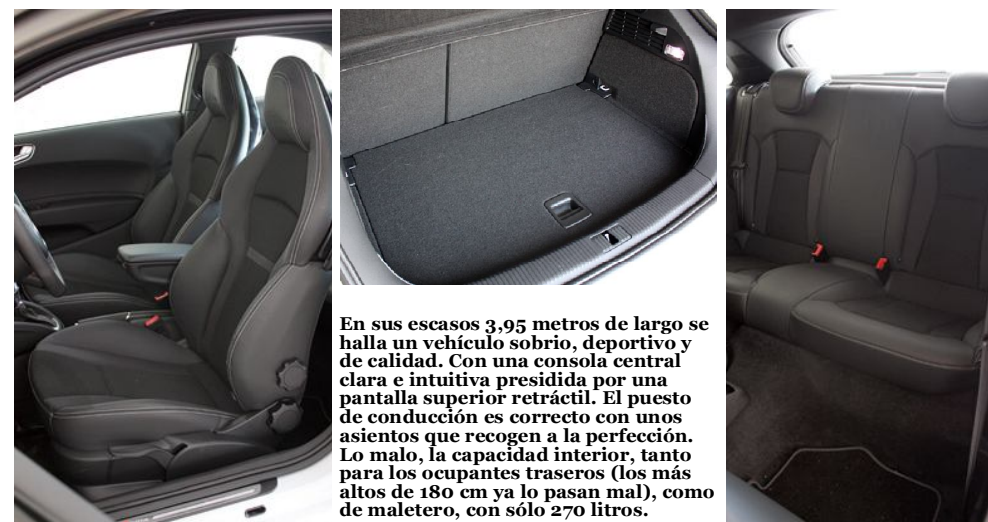 En sus escasos 3,95 metros de largo se
halla un vehículo sobrio, deportivo y
de calidad. Con una consola central
clara e intuitiva presidida por una
pantalla superior retráctil. El puesto
de conducción es correcto con unos
asientos que recogen a la perfección.
Lo malo, la capacidad interior, tanto
para los ocupantes traseros (los más
altos de 180 cm ya lo pasan mal), como
de maletero, con sólo 270 litros.